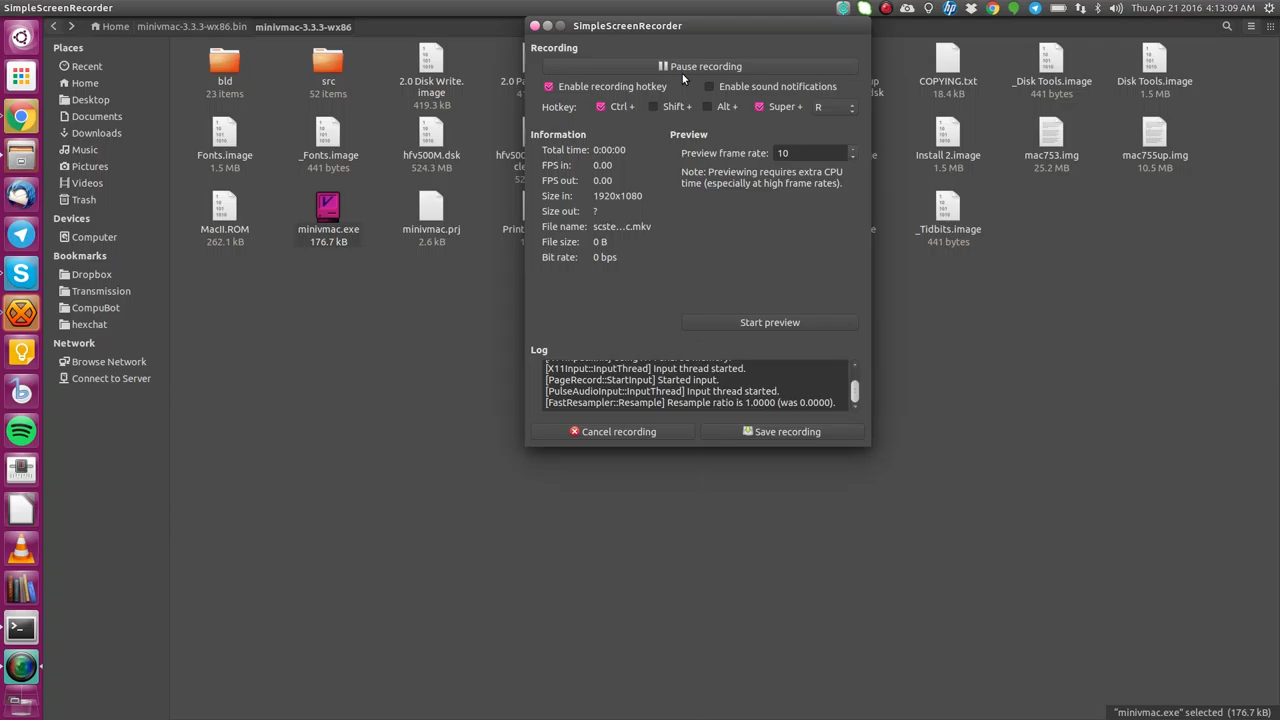 SimpleScreenRecorder
Thu Apr 21 2016 4:13:09 AM
Home
minivmac-3.3.3-wx86.bin
minivmac-3.3.3-wx86
Places
Recent
Home
Desktop
Documents
Downloads
Music
Pictures
Videos
Trash
Devices
Computer
Bookmarks
Dropbox
Transmission
CompuBot
hexchat
Network
Browse Network
Connect to Server
bld
23 items
src
52 items
2.0 Disk Write.
image
419.3 kB
COPYING.txt
18.4 kB
_Disk Tools.image
441 bytes
Disk Tools.image
1.5 MB
Fonts.image
1.5 MB
_Fonts.image
441 bytes
hfv500M.dsk
524.3 MB
Install 2.image
1.5 MB
mac753.img
25.2 MB
mac755up.img
10.5 MB
MacII.ROM
262.1 kB
minivmac.exe
176.7 kB
minivmac.prj
2.6 kB
_Tidbits.image
441 bytes
SimpleScreenRecorder
Recording
Pause recording
Enable recording hotkey
Enable sound notifications
Hotkey:
Ctrl +
Shift +
Alt +
Super +
R
Information
Total time: 0:00:00
FPS in: 0.00
FPS out: 0.00
Size in: 1920x1080
Size out: ?
File name: scste...c.mkv
File size: 0 B
Bit rate: 0 bps
Preview
Preview frame rate: 10
Note: Previewing requires extra CPU
time (especially at high frame rates).
Start preview
Log
[X11Input::InputThread] Input thread started.
[PageRecord::StartInput] Started input.
[PulseAudioInput::InputThread] Input thread started.
[FastResampler::Resample] Resample ratio is 1.0000 (was 0.0000).
Cancel recording
Save recording
"minivmac.exe" selected (176.7 kB)